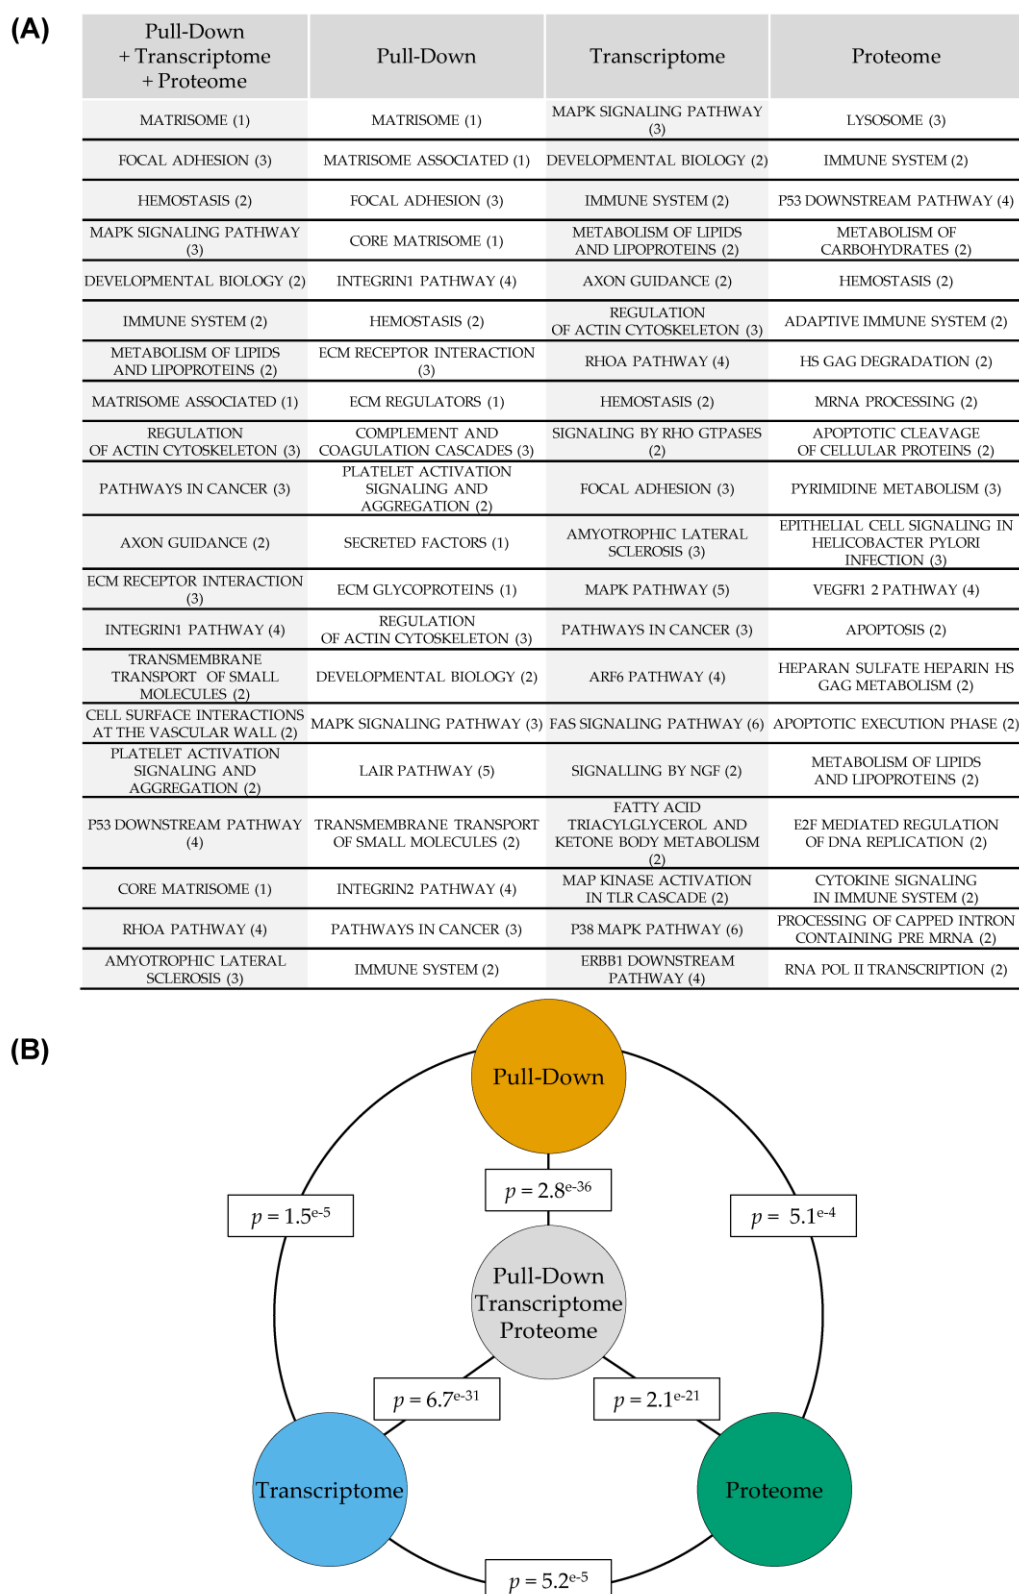 (A)
Pull-Down
+ Transcriptome
+ Proteome
Pull-Down
Transcriptome
Proteome
MATRISOME (1)
MATRISOME (1)
MAPK SIGNALING PATHWAY
(3)
LYSOSOME (3)
FOCAL ADHESION (3)
MATRISOME ASSOCIATED (1)
DEVELOPMENTAL BIOLOGY (2)
IMMUNE SYSTEM (2)
HEMOSTASIS (2)
FOCAL ADHESION (3)
IMMUNE SYSTEM (2)
P53 DOWNSTREAM PATHWAY (4)
MAPK SIGNALING PATHWAY
(3)
CORE MATRISOME (1)
METABOLISM OF LIPIDS
AND LIPOPROTEINS (2)
METABOLISM OF
CARBOHYDRATES (2)
DEVELOPMENTAL BIOLOGY (2)
INTEGRIN1 PATHWAY (4)
AXON GUIDANCE (2)
HEMOSTASIS (2)
IMMUNE SYSTEM (2)
HEMOSTASIS (2)
REGULATION
OF ACTIN CYTOSKELETON (3)
ADAPTIVE IMMUNE SYSTEM (2)
METABOLISM OF LIPIDS
AND LIPOPROTEINS (2)
ECM RECEPTOR INTERACTION
(3)
RHOA PATHWAY (4)
HS GAG DEGRADATION (2)
MATRISOME ASSOCIATED (1)
ECM REGULATORS (1)
HEMOSTASIS (2)
MRNA PROCESSING (2)
REGULATION
OF ACTIN CYTOSKELETON (3)
COMPLEMENT AND
COAGULATION CASCADES (3)
SIGNALING BY RHO GTPASES
(2)
APOPTOTIC CLEAVAGE
OF CELLULAR PROTEINS (2)
PATHWAYS IN CANCER (3)
PLATELET ACTIVATION
SIGNALING AND
AGGREGATION (2)
FOCAL ADHESION (3)
PYRIMIDINE METABOLISM (3)
AXON GUIDANCE (2)
SECRETED FACTORS (1)
AMYOTROPHIC LATERAL
SCLEROSIS (3)
EPITHELIAL CELL SIGNALING IN
HELICOBACTER PYLORI
INFECTION (3)
ECM RECEPTOR INTERACTION
(3)
ECM GLYCOPROTEINS (1)
MAPK PATHWAY (5)
VEGFR1 2 PATHWAY (4)
INTEGRIN1 PATHWAY (4)
REGULATION
OF ACTIN CYTOSKELETON (3)
PATHWAYS IN CANCER (3)
APOPTOSIS (2)
TRANSMEMBRANE
TRANSPORT OF SMALL
MOLECULES (2)
DEVELOPMENTAL BIOLOGY (2)
ARF6 PATHWAY (4)
HEPARAN SULFATE HEPARIN HS
GAG METABOLISM (2)
CELL SURFACE INTERACTIONS
AT THE VASCULAR WALL (2)
MAPK SIGNALING PATHWAY (3)
FAS SIGNALING PATHWAY (6)
APOPTOTIC EXECUTION PHASE (2)
PLATELET ACTIVATION
SIGNALING AND
AGGREGATION (2)
LAIR PATHWAY (5)
SIGNALLING BY NGF (2)
METABOLISM OF LIPIDS
AND LIPOPROTEINS (2)
P53 DOWNSTREAM PATHWAY
(4)
TRANSMEMBRANE TRANSPORT
OF SMALL MOLECULES (2)
FATTY ACID
TRIACYLGLYCEROL AND
KETONE BODY METABOLISM
(2)
E2F MEDIATED REGULATION
OF DNA REPLICATION (2)
CORE MATRISOME (1)
INTEGRIN2 PATHWAY (4)
MAP KINASE ACTIVATION
IN TLR CASCADE (2)
CYTOKINE SIGNALING
IN IMMUNE SYSTEM (2)
RHOA PATHWAY (4)
PATHWAYS IN CANCER (3)
P38 MAPK PATHWAY (6)
PROCESSING OF CAPPED INTRON
CONTAINING PRE MRNA (2)
AMYOTROPHIC LATERAL
SCLEROSIS (3)
IMMUNE SYSTEM (2)
ERBB1 DOWNSTREAM
PATHWAY (4)
RNA POL II TRANSCRIPTION (2)
(B)
Pull-Down
p = 2.8e-36
p = 1.5e-5
p = 5.1e-4
Pull-Down
Transcriptome
Proteome
p = 6.7e-31
p = 2.1e-21
Transcriptome
Proteome
p = 5.2e-5